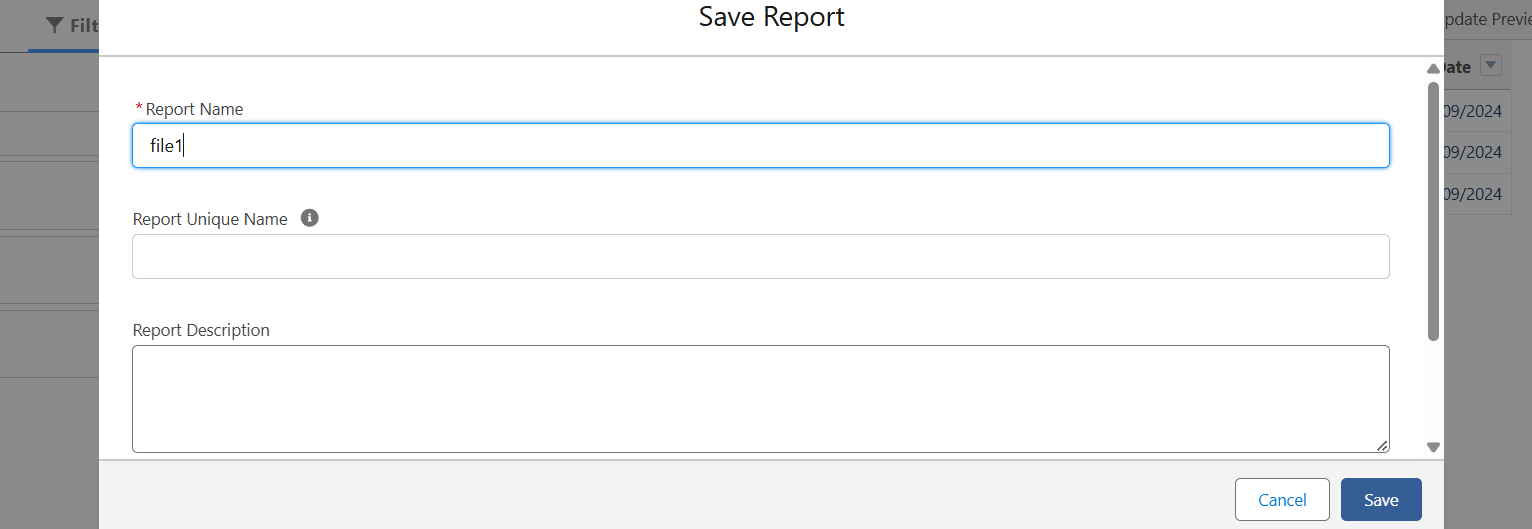 Save Report
Filt
pdate Previe
Date
*Report Name
09/2024
file1
09/2024
09/2024
Report Unique Name
Report Description
Cancel
Save